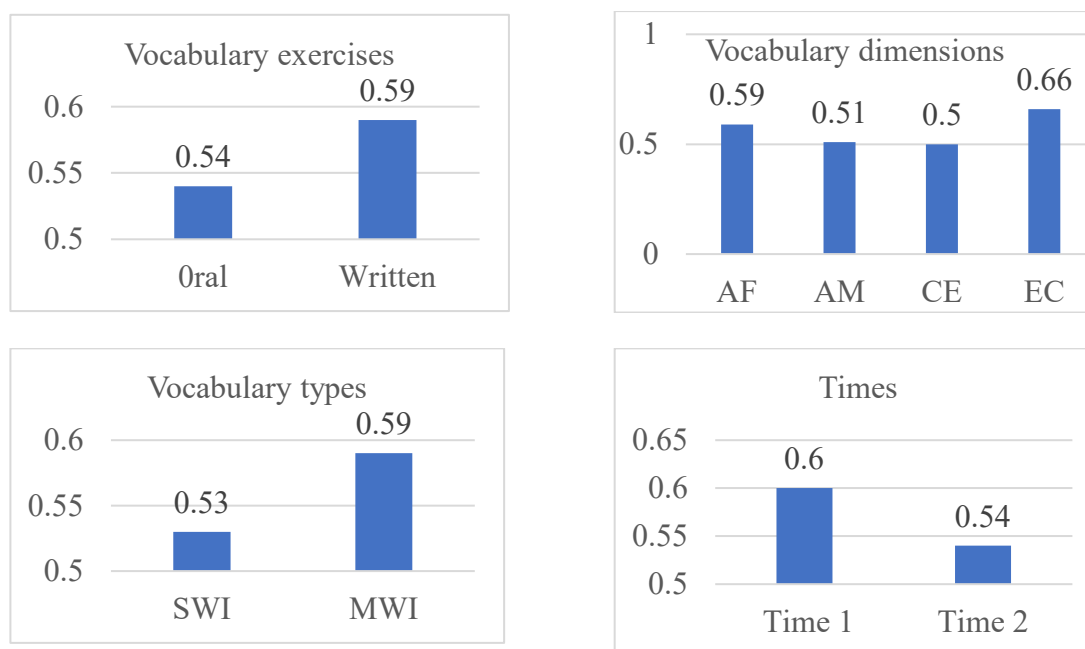 Vocabulary exercises
0.6
0.55
0.5
0.54
0.59
0ral Written
Vocabulary dimensions
1
0.5
0
0.59
0.51
0.5
0.66
AF AM CE EC
Vocabulary types
0.6
0.55
0.5
0.53
0.59
SWI MWI
Times
0.65
0.6
0.55
0.5
0.6
0.54
Time 1 Time 2